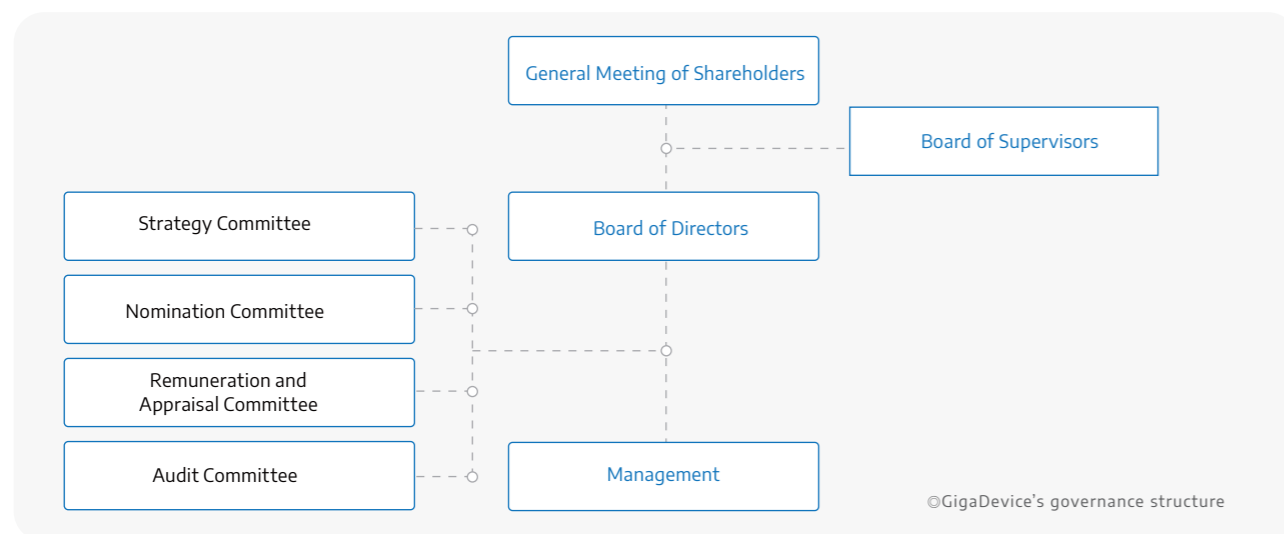 General Meeting of Shareholders
Board of Supervisors
Strategy Committee
Board of Directors
Nomination Committee
Remuneration and
Appraisal Committee
Audit Committee
Management
◎GigaDevice's governance structure